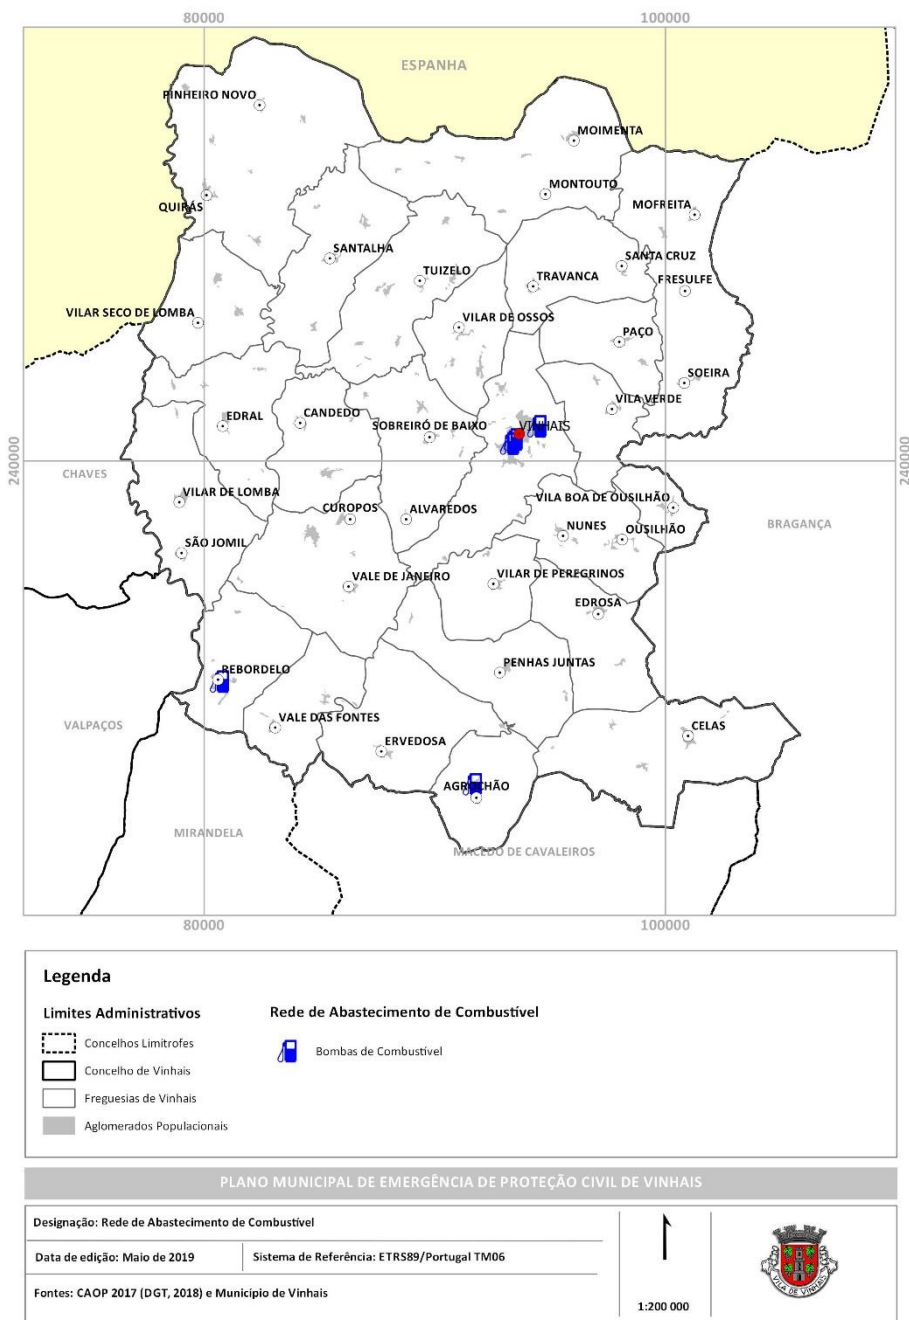 80000 100000
ESPANHA
PINHEIRO NOVO
MOIMENTA
MONTOUTO
QUIRÁS
MOFREITA
SANTALHA
SANTA CRUZ
TUIZELO
TRAVANCA
FRESULFE
VILAR SECO DE LOMBA
VILAR DE OSSOS
PAÇO
SOEIRA
VILA VERDE
EDRAL
CANDEDO
SOBREIRÓ DE BAIXO
VINHAIS
240000 240000
CHAVES
VILAR DE LOMBA
VILA BOA DE OUSILHÃO
CUROPOS
ALVAREDOS
NUNES
OUSILHÃO
BRAGANÇA
SÃO JOMIL
VALE DE JANEIRO
VILAR DE PEREGRINOS
EDROSA
REBORDELO
PENHAS JUNTAS
VALPAÇOS
VALE DAS FONTES
CELAS
ERVEDOSA
AGROCHÃO
MIRANDELA
MACEDO DE CAVALEIROS
80000 100000
Legenda
Limites Administrativos
Concelhos Limítrofes
Concelho de Vinhais
Freguesias de Vinhais
Aglomerados Populacionais
Rede de Abastecimento de Combustível
Bombas de Combustível
PLANO MUNICIPAL DE EMERGÊNCIA DE PROTEÇÃO CIVIL DE VINHAIS
Designação: Rede de Abastecimento de Combustível
Data de edição: Maio de 2019 Sistema de Referência: ETRS89/Portugal TM06
Fontes: CAOP 2017 (DGT, 2018) e Município de Vinhais
1:200 000
VILA DE VINHAIS